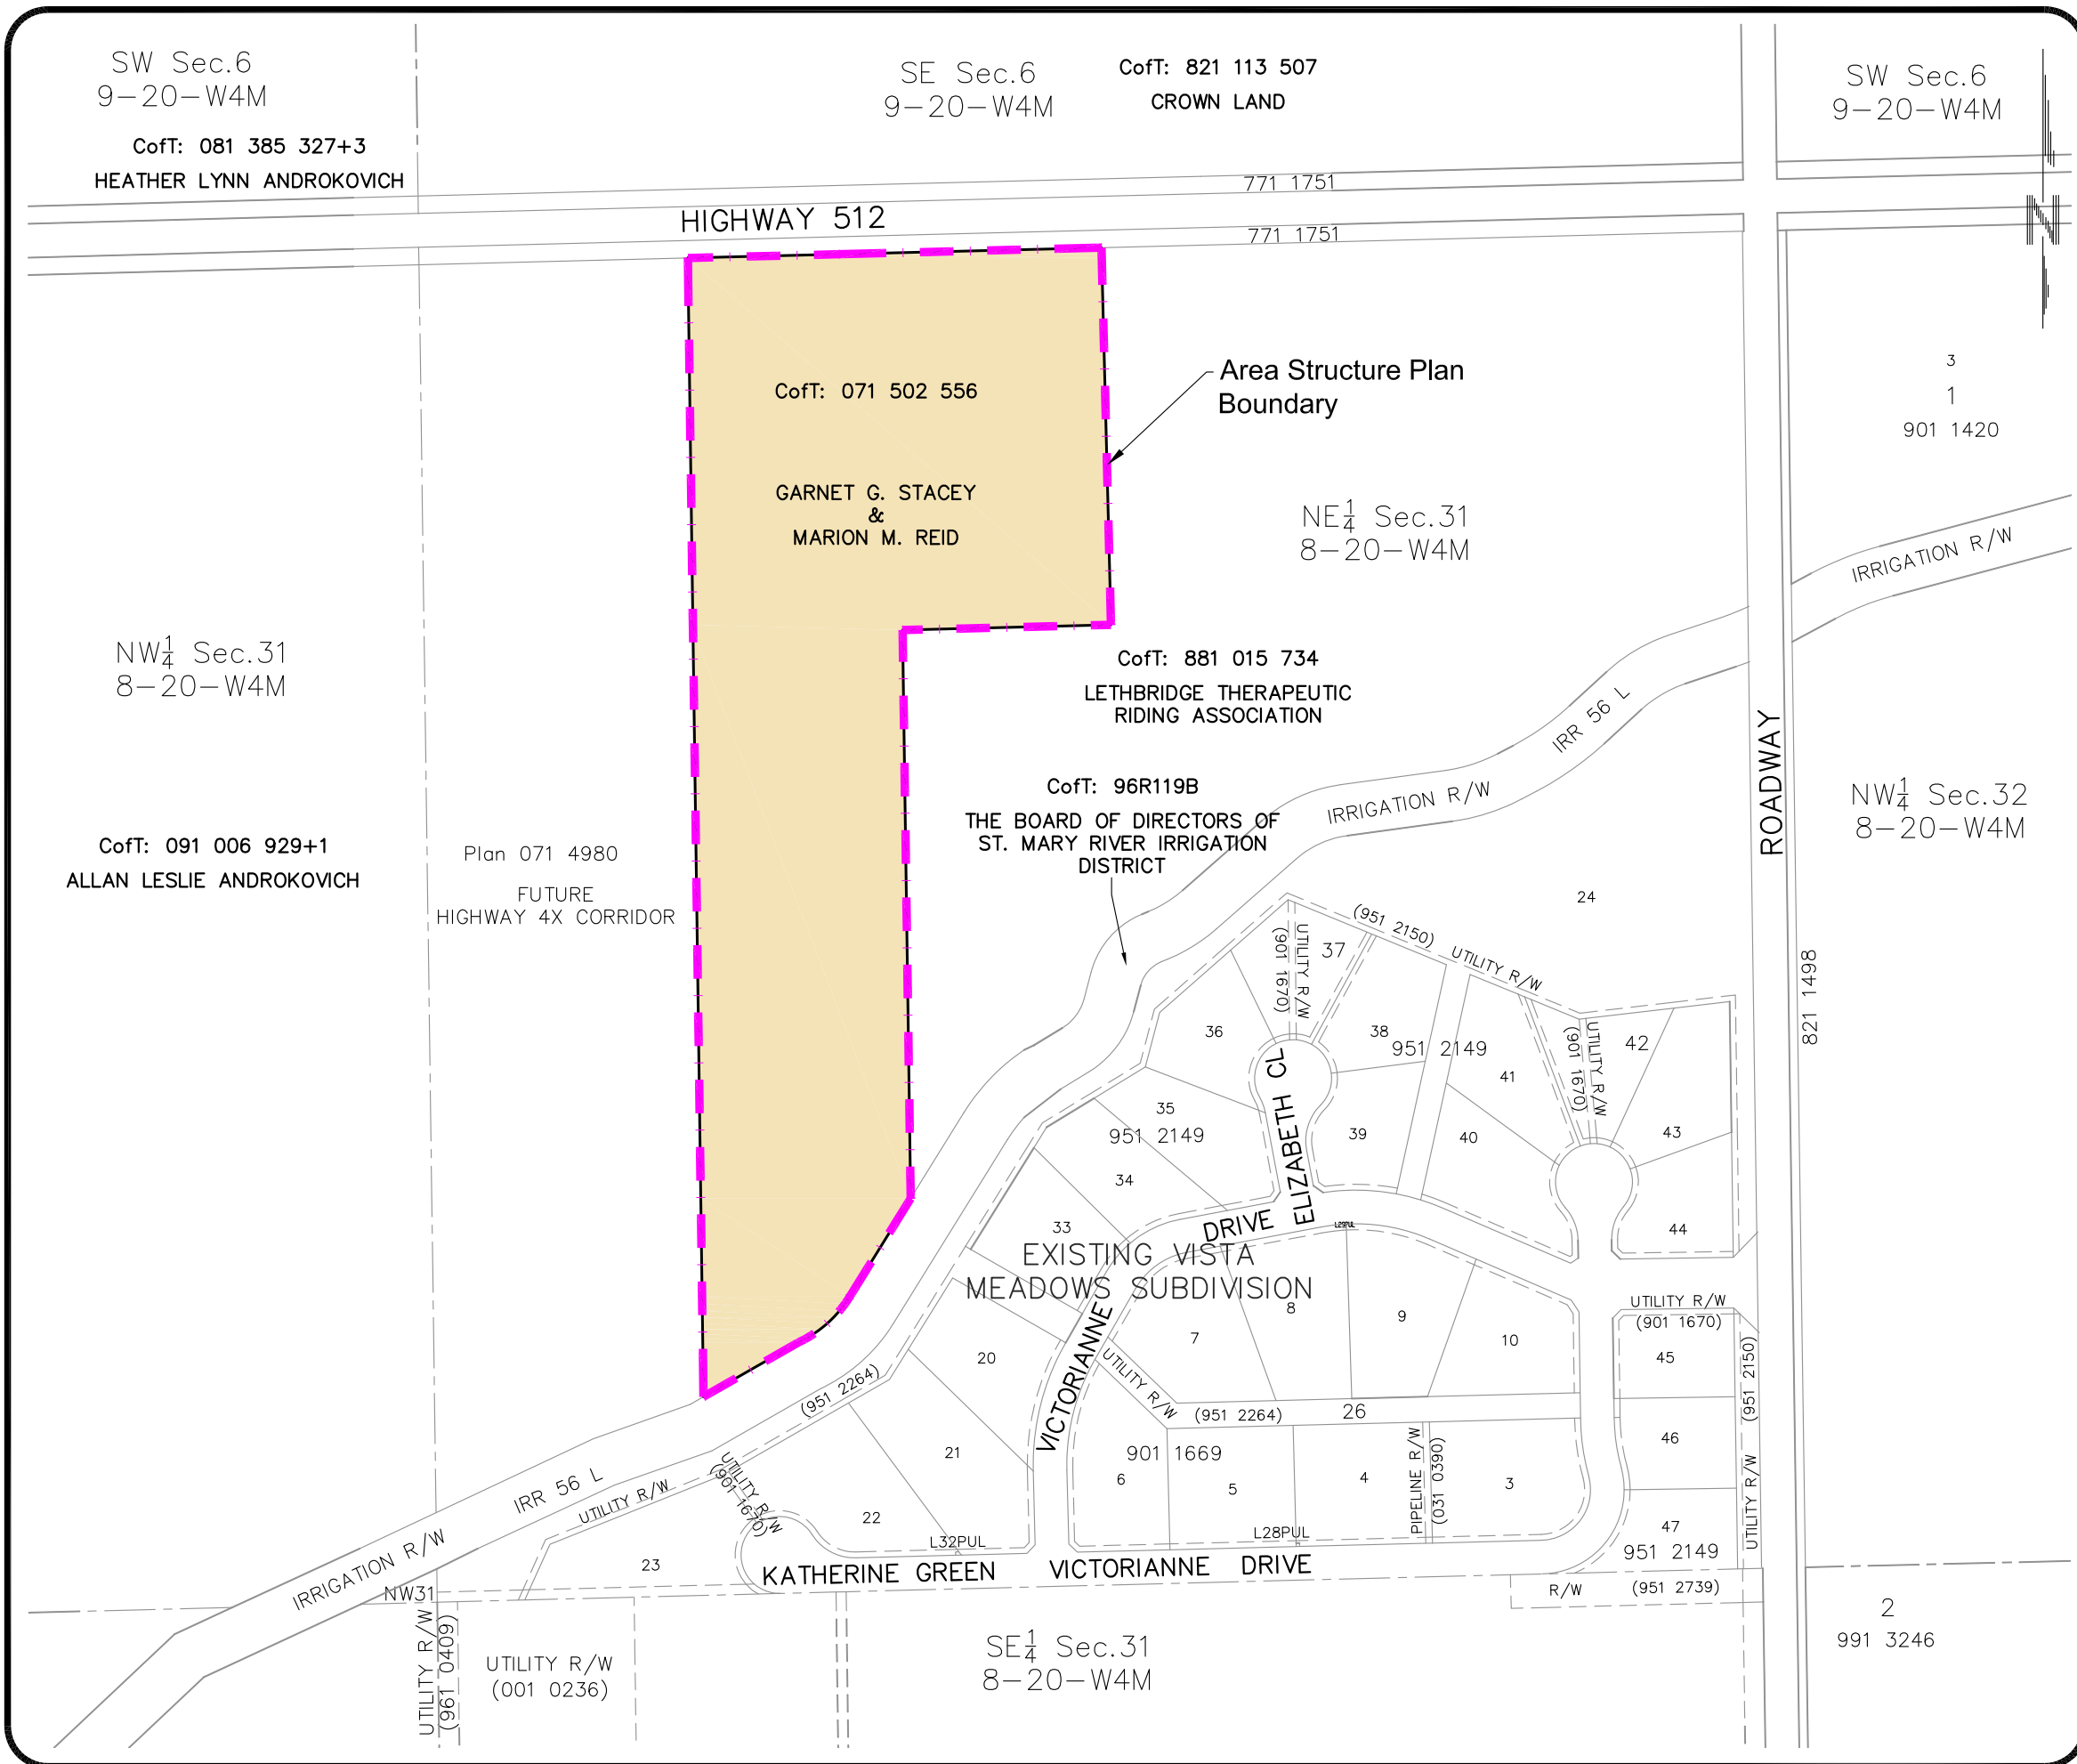 SW Sec.6
9-20-W4M
CofT: 081 385 327+3
HEATHER LYNN ANDROKOVICH
SE Sec.6
9-20-W4M
CofT: 821 113 507
CROWN LAND
SW Sec.6
9-20-W4M
771 1751
HIGHWAY 512
771 1751
N
CofT: 071 502 556
GARNET G. STACEY
&
MARION M. REID
Area Structure Plan
Boundary
3
1
901 1420
NE1/4 Sec.31
8-20-W4M
IRRIGATION R/W
NW1/4 Sec.31
8-20-W4M
CofT: 881 015 734
LETHBRIDGE THERAPEUTIC
RIDING ASSOCIATION
IRR 56 L
IRRIGATION R/W
ROADWAY
821 1498
CofT: 96R119B
THE BOARD OF DIRECTORS OF
ST. MARY RIVER IRRIGATION
DISTRICT
NW1/4 Sec.32
8-20-W4M
CofT: 091 006 929+1
ALLAN LESLIE ANDROKOVICH
Plan 071 4980
FUTURE
HIGHWAY 4X CORRIDOR
24
(951 2150)
UTILITY R/W
UTILITY R/W
(901 1670)
37
36
38
951 2149
41
UTILITY R/W
(901 1670)
42
43
35
951 2149
34
39
40
ELIZABETH CL
33
DRIVE
L29PUL
44
EXISTING VISTA
MEADOWS SUBDIVISION
VICTORIANNE
7
8
9
10
UTILITY R/W
(901 1670)
45
(951 2150)
UTILITY R/W
20
(951 2264)
UTILITY R/W
(951 2264)
26
21
901 1669
6
5
4
PIPELINE R/W
(031 0390)
3
46
47
951 2149
22
UTILITY R/W
(901 1670)
IRR 56 L
UTILITY R/W
L32PUL
L28PUL
23
KATHERINE GREEN
VICTORIANNE DRIVE
IRRIGATION R/W
NW31
R/W
(951 2739)
UTILITY R/W
(961 0409)
UTILITY R/W
(001 0236)
SE1/4 Sec.31
8-20-W4M
2
991 3246